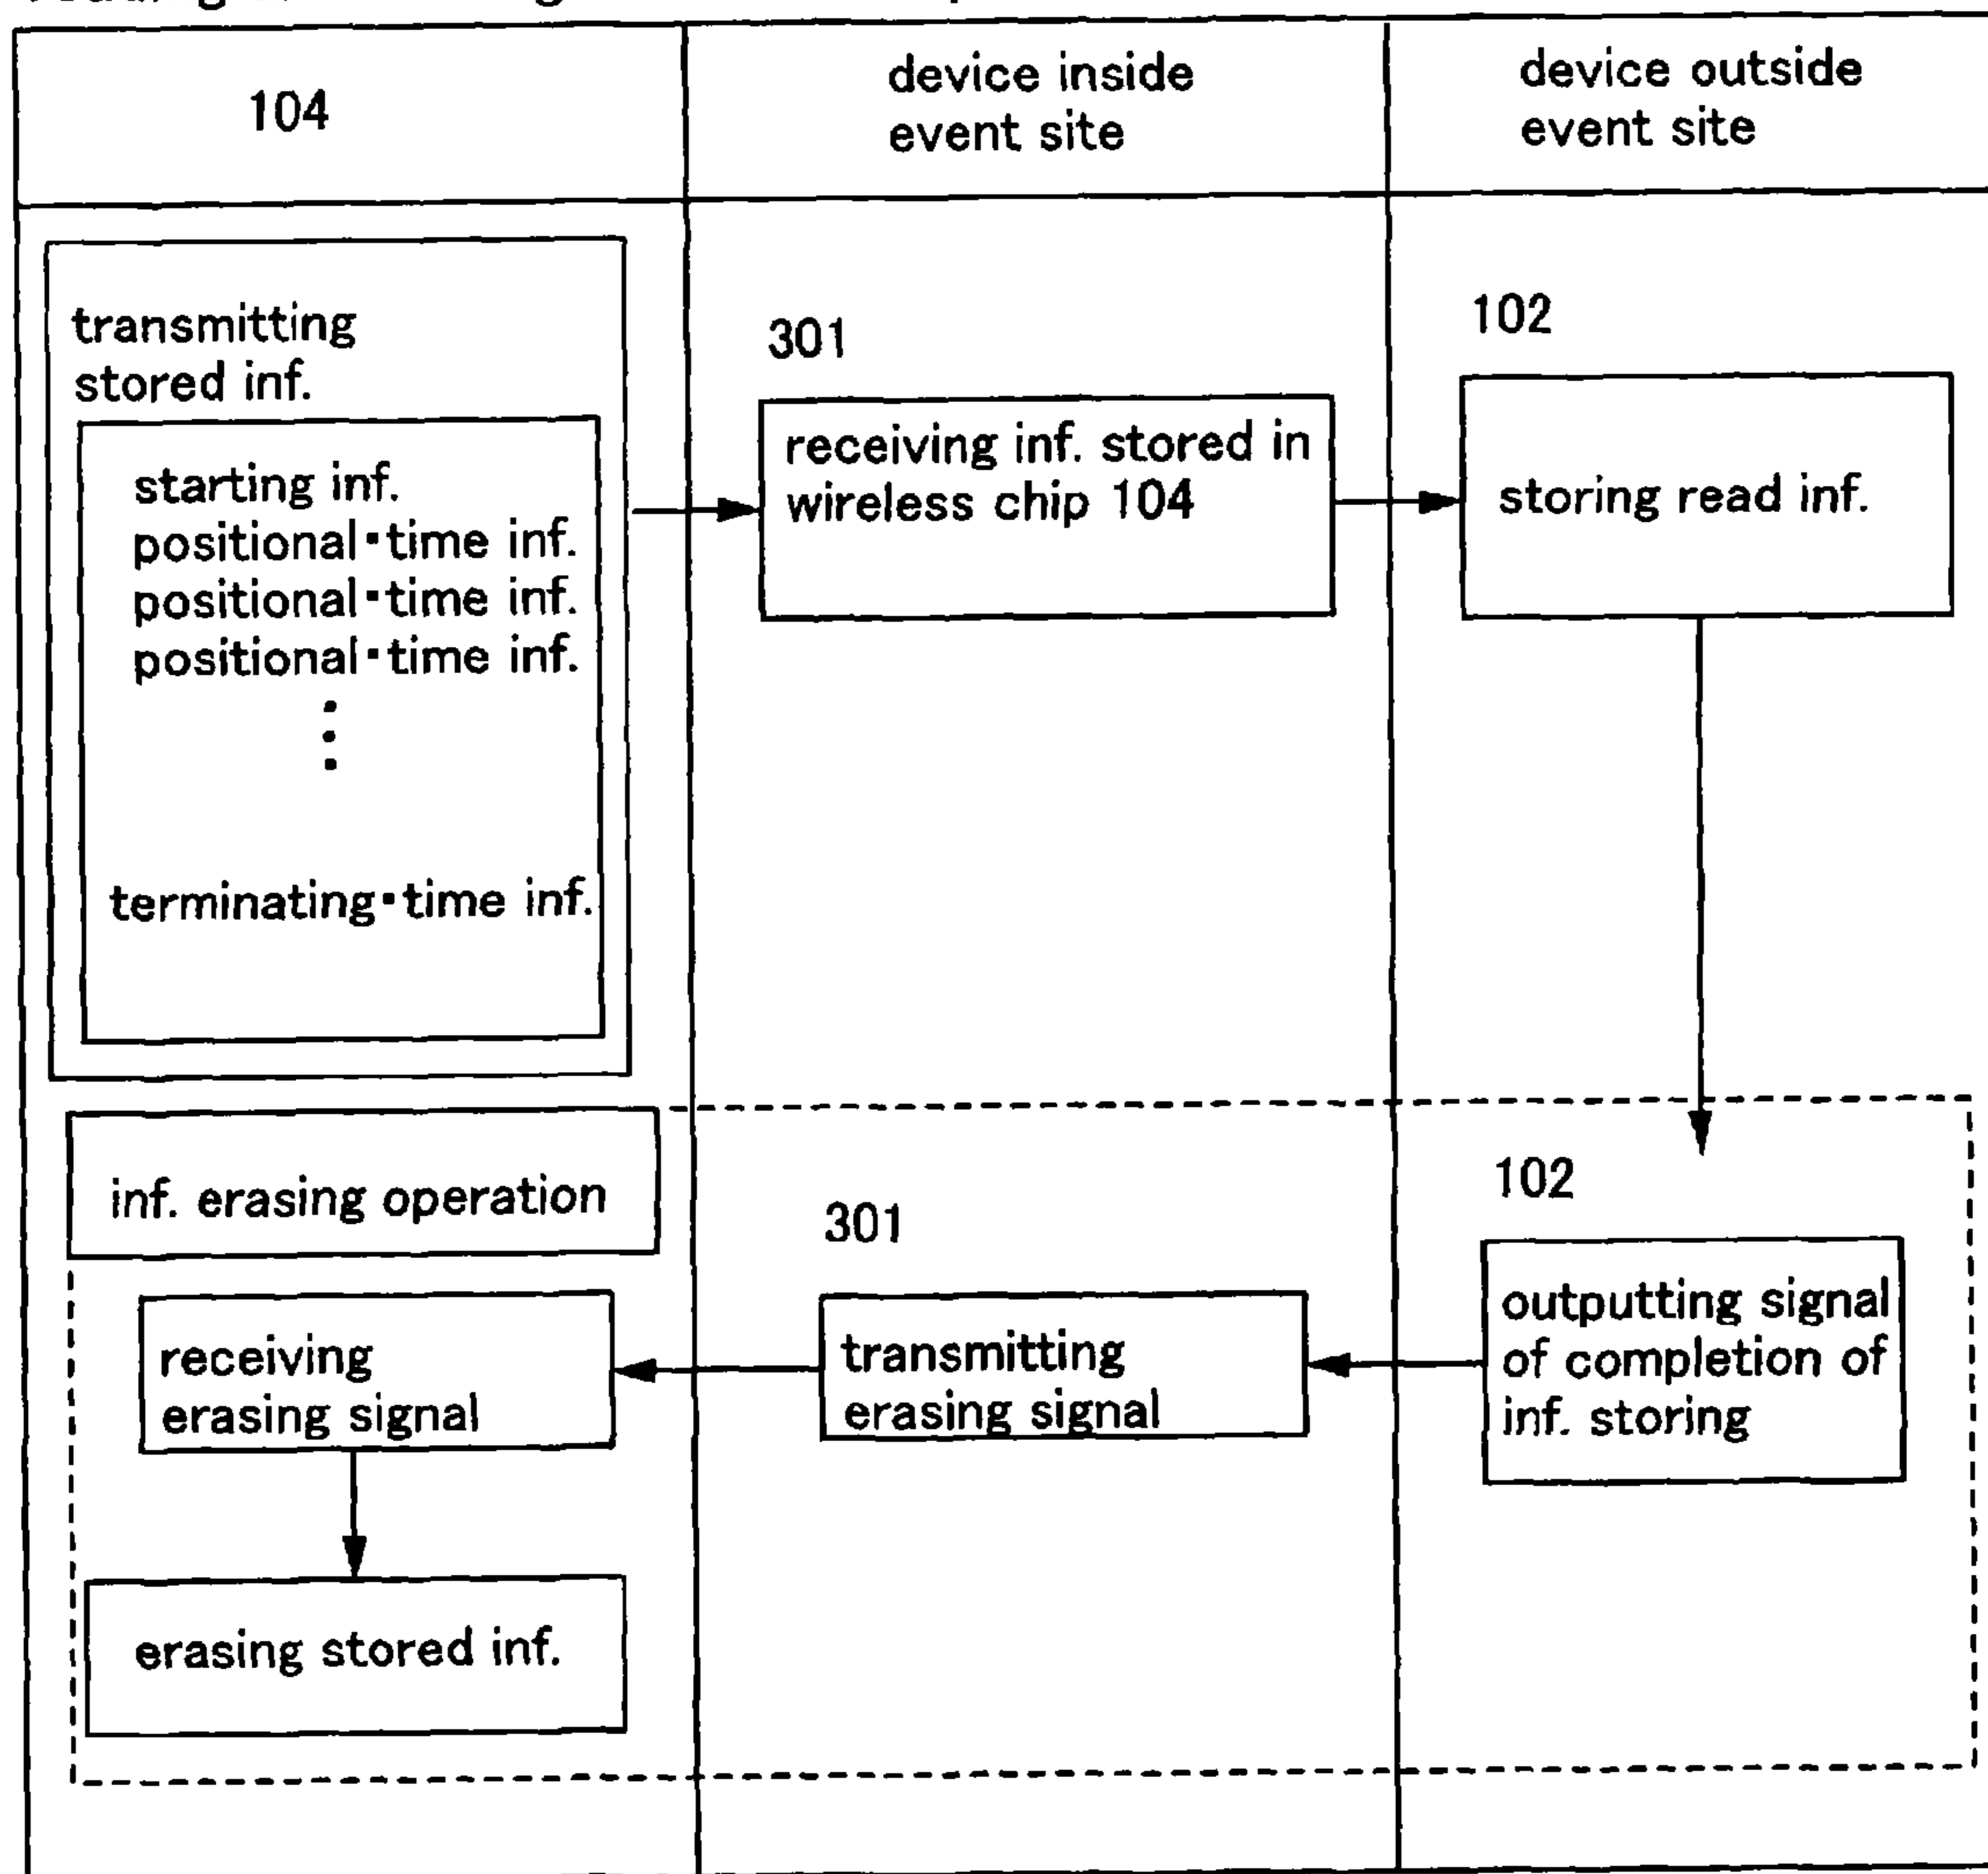 104
device inside
event site
device outside
event site
transmitting
stored inf.
starting inf.
positional·time inf.
positional·time inf.
positional·time inf.
terminating·time inf.
301
receiving inf. stored in
wireless chip 104
102
storing read inf.
inf. erasing operation
102
outputting signal
of completion of
inf. storing
301
transmitting
erasing signal
receiving
erasing signal
erasing stored inf.